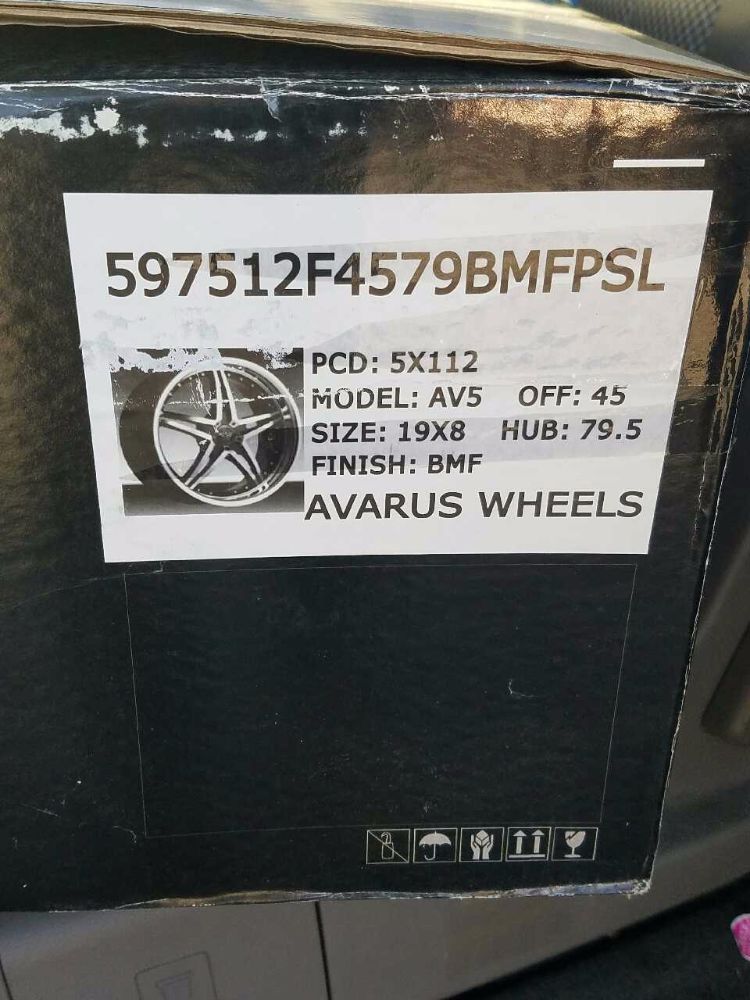 597512F4579BMFPSL
PCD: 5X112
MODEL: AV5 OFF: 45
SIZE: 19X8 HUB: 79.5
FINISH: BMF
AVARUS WHEELS